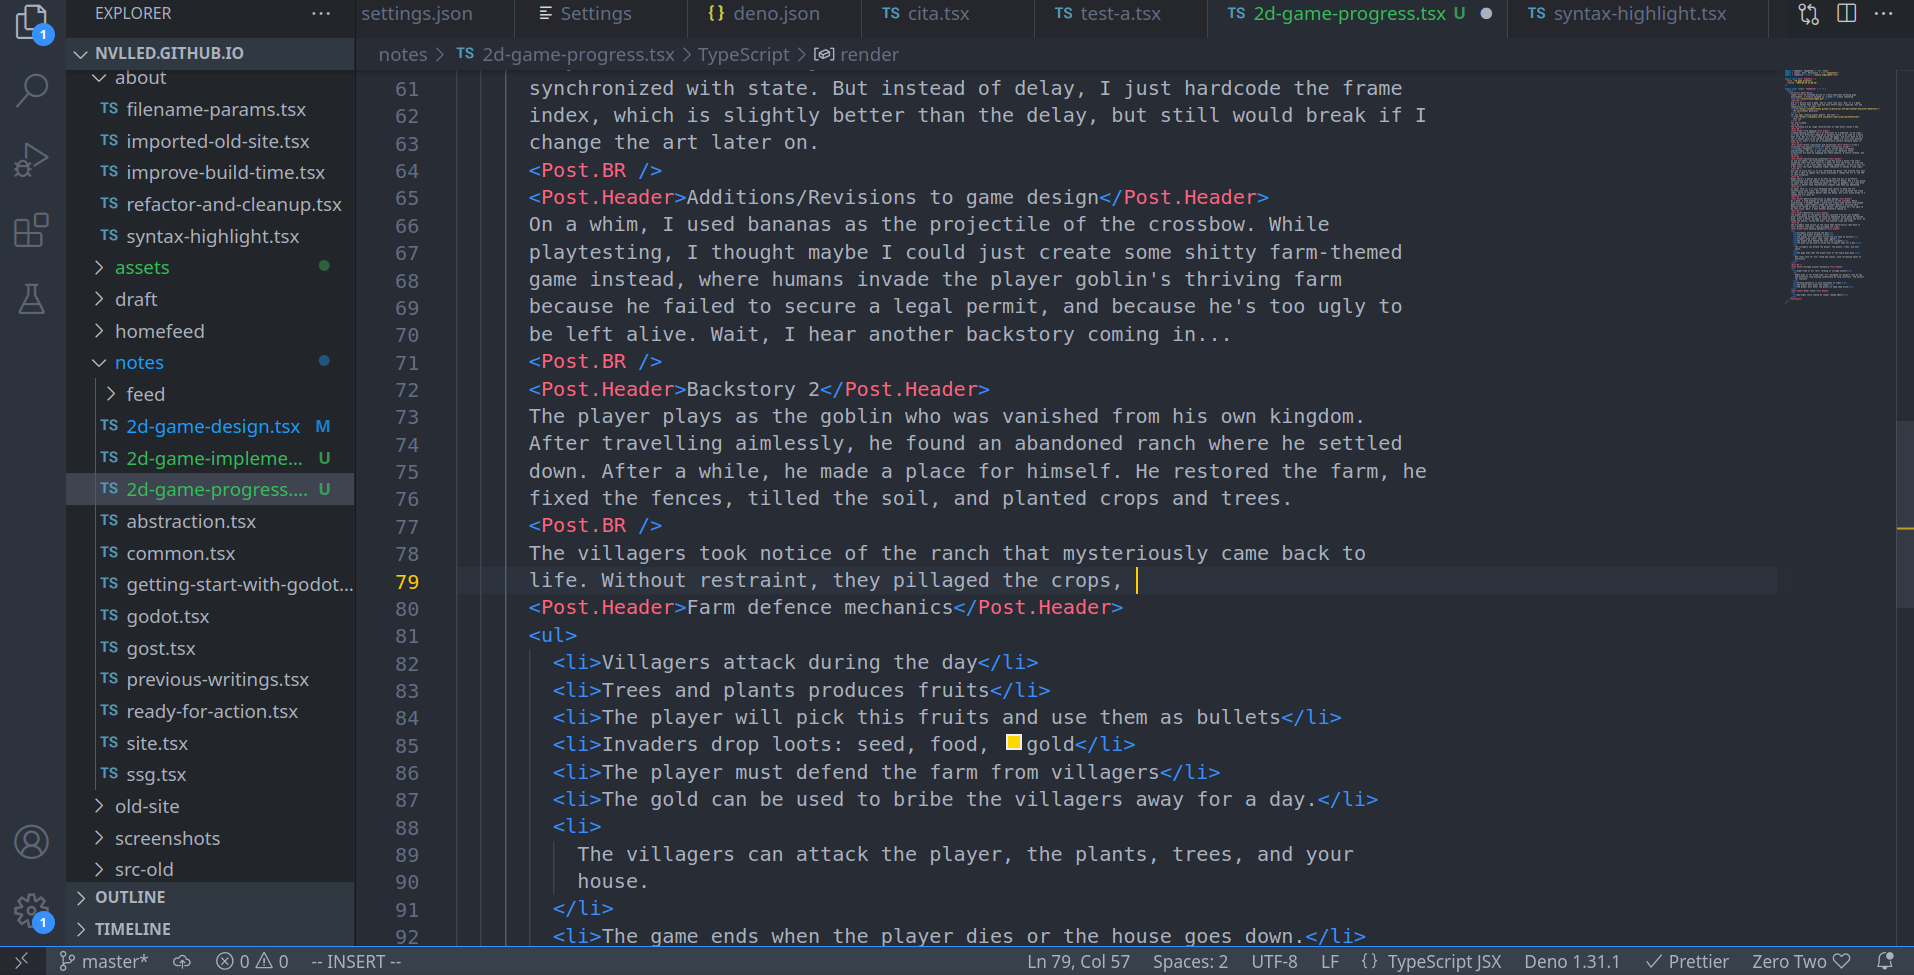 EXPLORER
settings.json
Settings
{} deno.json
TS cita.tsx
TS test-a.tsx
TS 2d-game-progress.tsx U
TS syntax-highlight.tsx
1
NVLLED.GITHUB.IO
notes > TS 2d-game-progress.tsx > TypeScript > render
about
TS filename-params.tsx
TS imported-old-site.tsx
TS improve-build-time.tsx
TS refactor-and-cleanup.tsx
TS syntax-highlight.tsx
assets
draft
homefeed
notes
feed
TS 2d-game-design.tsx M
TS 2d-game-impleme... U
TS 2d-game-progress.... U
TS abstraction.tsx
TS common.tsx
TS getting-start-with-godot...
TS godot.tsx
TS gost.tsx
TS previous-writings.tsx
TS ready-for-action.tsx
TS site.tsx
TS ssg.tsx
old-site
screenshots
src-old
OUTLINE
1
TIMELINE
61 synchronized with state. But instead of delay, I just hardcode the frame
62 index, which is slightly better than the delay, but still would break if I
63 change the art later on.
64 <Post.BR />
65 <Post.Header>Additions/Revisions to game design</Post.Header>
66 On a whim, I used bananas as the projectile of the crossbow. While
67 playtesting, I thought maybe I could just create some shitty farm-themed
68 game instead, where humans invade the player goblin's thriving farm
69 because he failed to secure a legal permit, and because he's too ugly to
70 be left alive. Wait, I hear another backstory coming in...
71 <Post.BR />
72 <Post.Header>Backstory 2</Post.Header>
73 The player plays as the goblin who was vanished from his own kingdom.
74 After travelling aimlessly, he found an abandoned ranch where he settled
75 down. After a while, he made a place for himself. He restored the farm, he
76 fixed the fences, tilled the soil, and planted crops and trees.
77 <Post.BR />
78 The villagers took notice of the ranch that mysteriously came back to
79 life. Without restraint, they pillaged the crops,
80 <Post.Header>Farm defence mechanics</Post.Header>
81 <ul>
82 <li>Villagers attack during the day</li>
83 <li>Trees and plants produces fruits</li>
84 <li>The player will pick this fruits and use them as bullets</li>
85 <li>Invaders drop loots: seed, food, gold</li>
86 <li>The player must defend the farm from villagers</li>
87 <li>The gold can be used to bribe the villagers away for a day.</li>
88 <li>
89 The villagers can attack the player, the plants, trees, and your
90 house.
91 </li>
92 <li>The game ends when the player dies or the house goes down.</li>
master* 0 0 -- INSERT -- Ln 79, Col 57 Spaces: 2 UTF-8 LF {} TypeScript JSX Deno 1.31.1 Prettier Zero Two